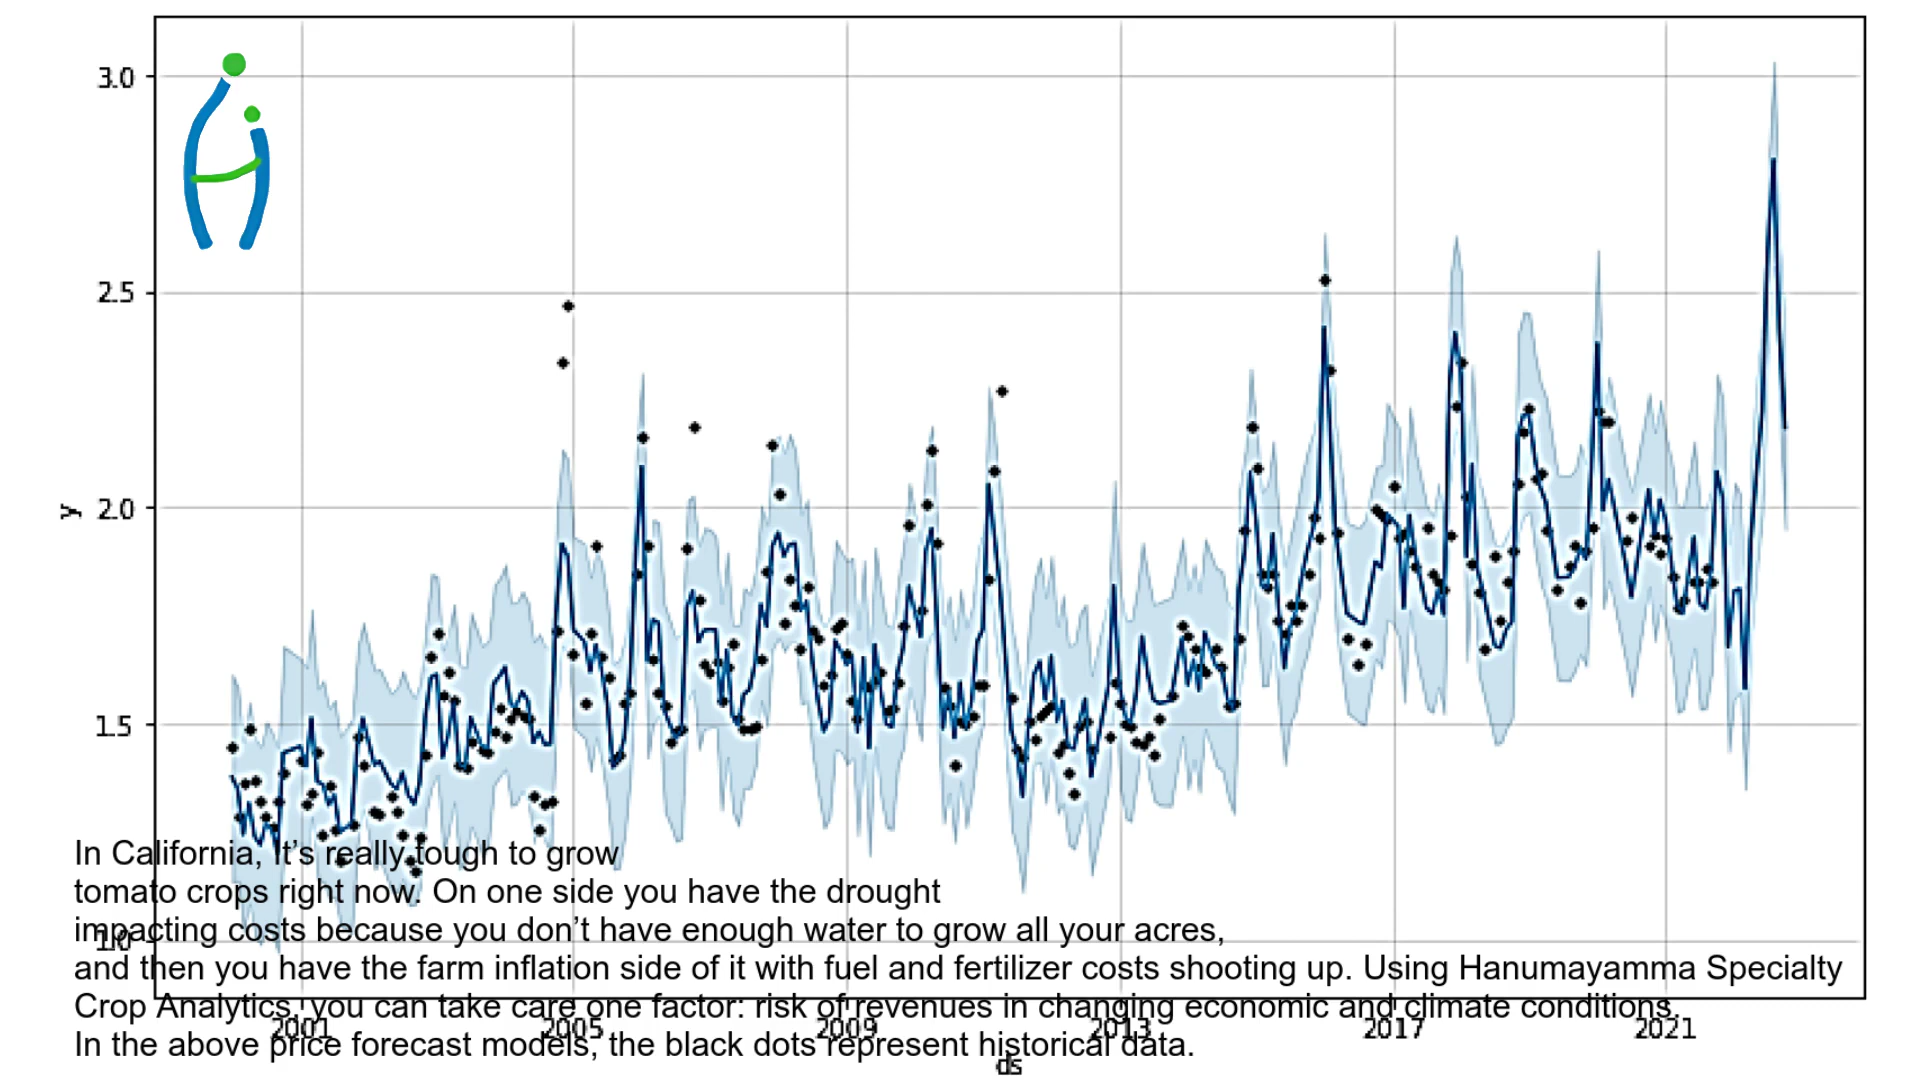 3.0
2.5
2.0
y
1.5
In California, It’s really tough to grow
tomato crops right now. On one side you have the drought
impacting costs because you don’t have enough water to grow all your acres,
1.0
and then you have the farm inflation side of it with fuel and fertilizer costs shooting up. Using Hanumayamma Specialty
Crop Analytics, you can take care one factor: risk of revenues in changing economic and climate conditions.
2001 2005 2009 2013 2017 2021
In the above price forecast models, the black dots represent historical data.
ds